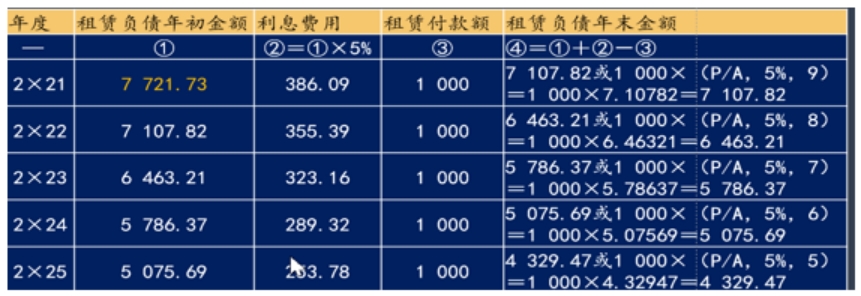 年度 租赁负债年初金额 利息费用 租赁付款额 租赁负债年末金额
— ① ②＝①×5% ③ ④＝①＋②－③
2×21 7 721.73 386.09 1 000 7 107.82或1 000×（P/A，5%，9）
＝1 000×7.10782＝7 107.82
2×22 7 107.82 355.39 1 000 6 463.21或1 000×（P/A，5%，8）
＝1 000×6.46321＝6 463.21
2×23 6 463.21 323.16 1 000 5 786.37或1 000×（P/A，5%，7）
＝1 000×5.78637＝5 786.37
2×24 5 786.37 289.32 1 000 5 075.69或1 000×（P/A，5%，6）
＝1 000×5.07569＝5 075.69
2×25 5 075.69 253.78 1 000 4 329.47或1 000×（P/A，5%，5）
＝1 000×4.32947＝4 329.47